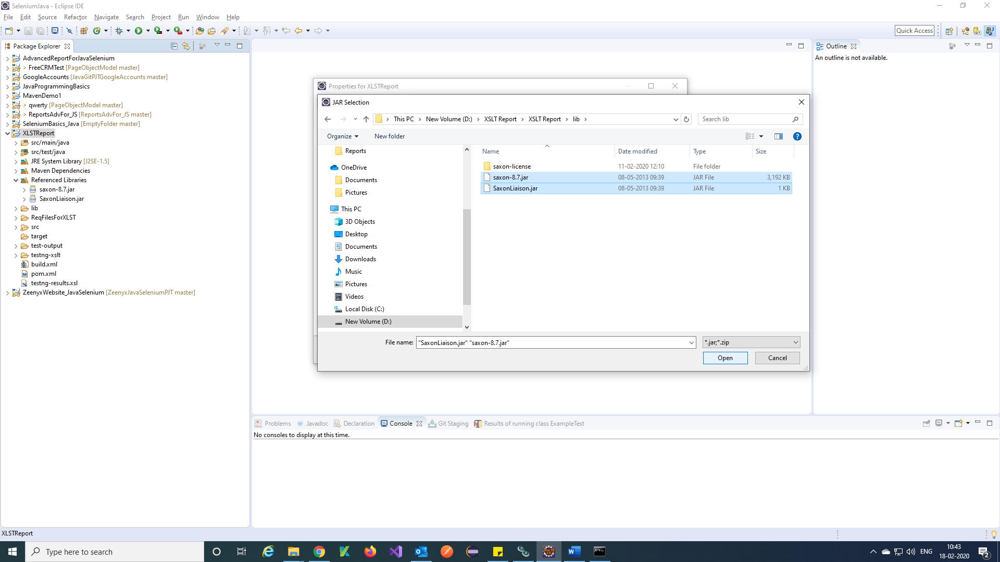 SeleniumJava - Eclipse IDE
File Edit Source Refactor Navigate Search Project Run Window Help
Quick Access
Package Explorer
AdvancedReportForJavaSelenium
> FreeCRMTest [PageObjectModel master]
GoogleAccounts [JavaGitPJTGoogleAccounts master]
JavaProgrammingBasics
MavenDemo1
> qwerty [PageObjectModel master]
> ReportsAdvFor_JS [ReportsAdvFor_JS master]
SeleniumBasics_Java [EmptyFolder master]
XLSTReport
src/main/java
src/test/java
JRE System Library [J2SE-1.5]
Maven Dependencies
Referenced Libraries
saxon-8.7.jar
SaxonLiaison.jar
lib
ReqFilesForXLST
src
target
test-output
testng-xslt
build.xml
pom.xml
testng-results.xsl
ZeenyxWebsite_JavaSelenium [ZeenyxJavaSeleniumPJT master]
Properties for XLSTReport
JAR Selection
This PC > New Volume (D:) > XSLT Report > XSLT Report > lib >
Search lib
Organize New folder
Reports
OneDrive
Documents
Pictures
This PC
3D Objects
Desktop
Documents
Downloads
Music
Pictures
Videos
Local Disk (C:)
New Volume (D:)
Name Date modified Type Size
saxon-license 11-02-2020 12:10 File folder
saxon-8.7.jar 08-05-2013 09:39 JAR File 3,192 KB
SaxonLiaison.jar 08-05-2013 09:39 JAR File 1 KB
File name: "SaxonLiaison.jar" "saxon-8.7.jar" *.jar;*.zip
Open Cancel
Outline
An outline is not available.
Problems @ Javadoc Declaration Console Git Staging Results of running class ExampleTest
No consoles to display at this time.
XLSTReport
Type here to search
ENG
10:43
18-02-2020
2